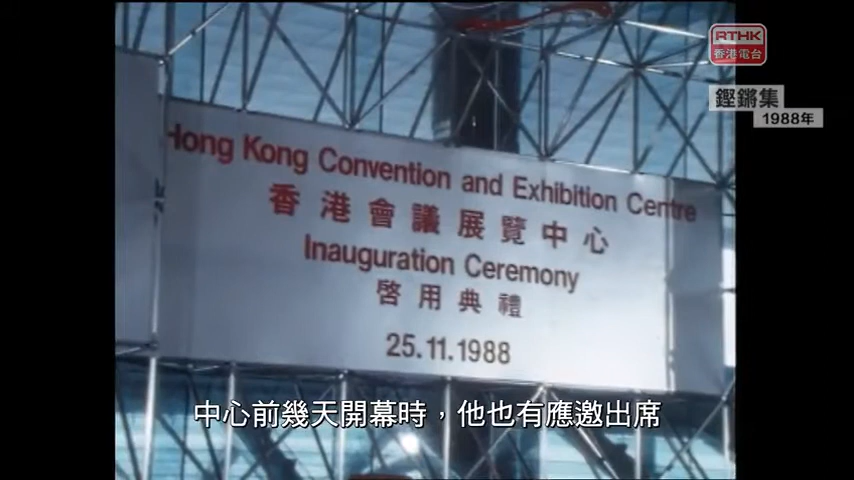 RTHK
香港電台
鏗鏘集
1988年
Hong Kong Convention and Exhibition Centre
香港會議展覽中心
Inauguration Ceremony
啓用典禮
25.11.1988
中心前幾天開幕時，他也有應邀出席